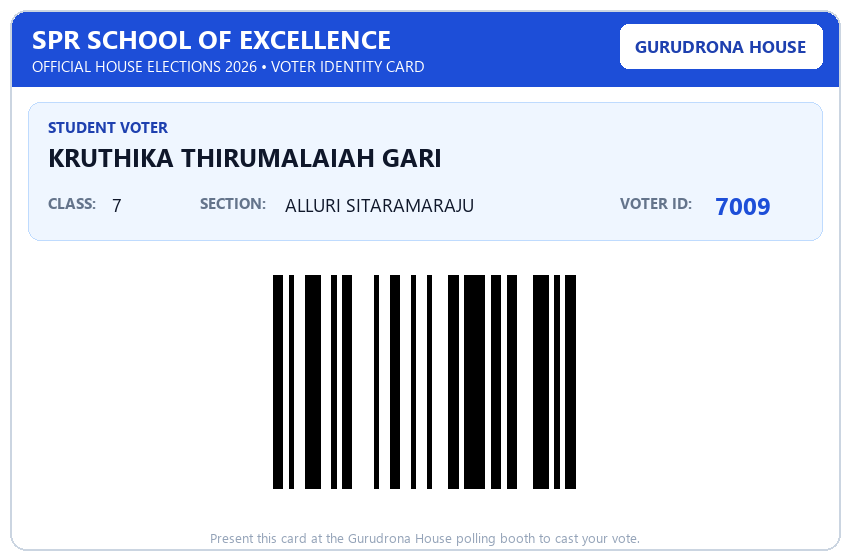 SPR SCHOOL OF EXCELLENCE
OFFICIAL HOUSE ELECTIONS 2026 • VOTER IDENTITY CARD
GURUDRONA HOUSE
STUDENT VOTER
KRUTHIKA THIRUMALAIAH GARI
CLASS: 7 SECTION: ALLURI SITARAMARAJU VOTER ID: 7009
Present this card at the Gurudrona House polling booth to cast your vote.